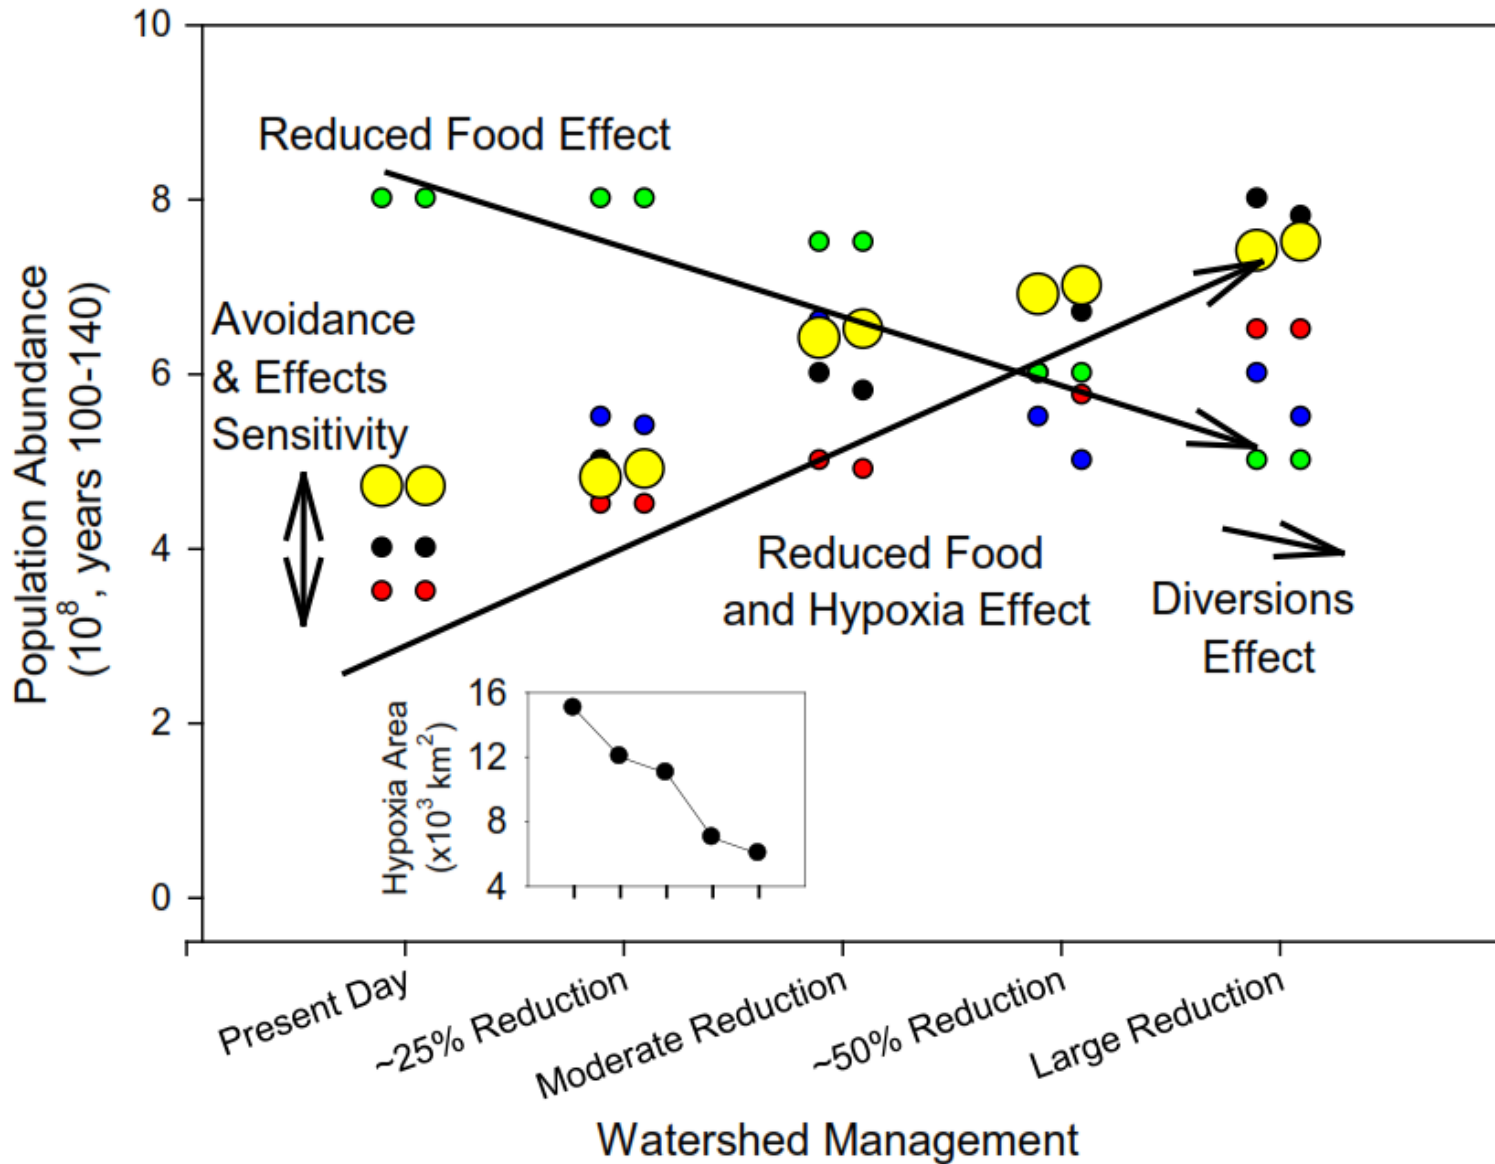 10
8
6
4
2
0
Population Abundance
(10⁸, years 100-140)
Reduced Food Effect
Avoidance
& Effects
Sensitivity
Reduced Food
and Hypoxia Effect
Diversions
Effect
Hypoxia Area
(x10³ km²)
16
12
8
4
Present Day
~25% Reduction
Moderate Reduction
~50% Reduction
Large Reduction
Watershed Management